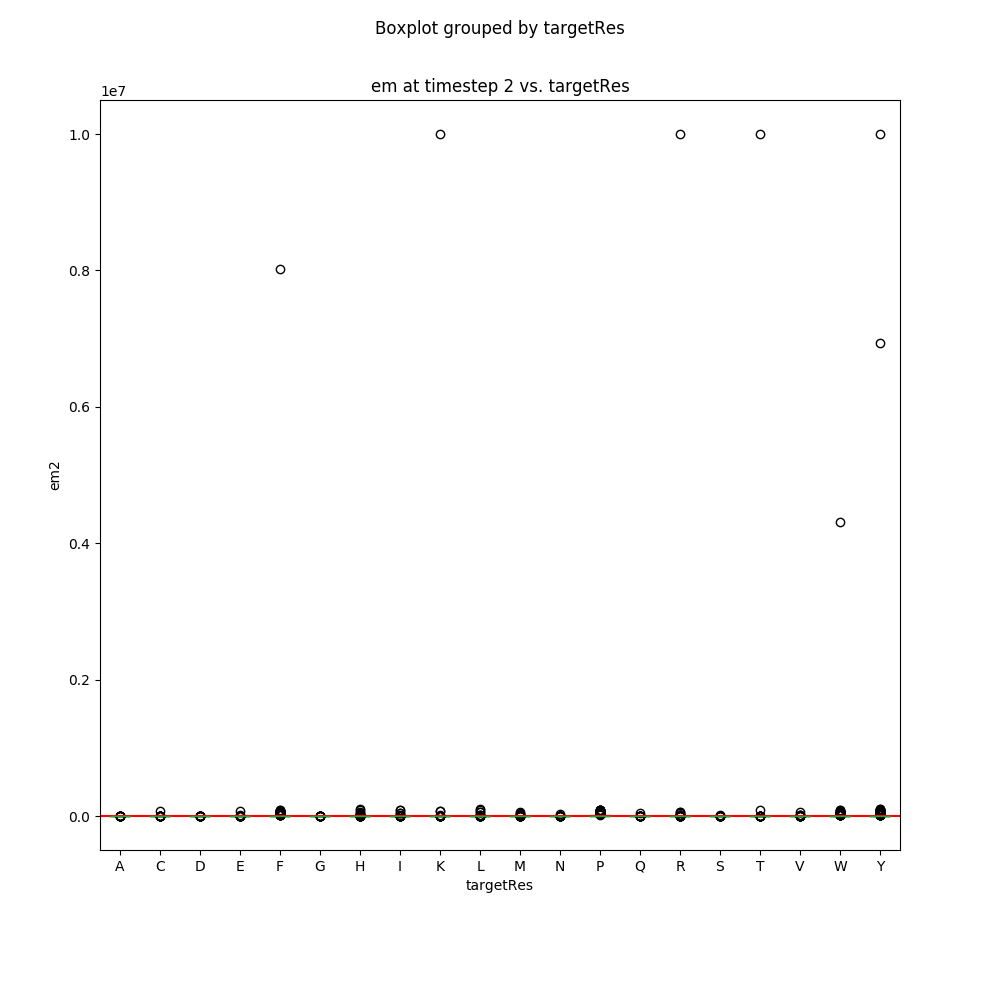 Boxplot grouped by targetRes
em at timestep 2 vs. targetRes
1e7
1.0
0.8
0.6
0.4
0.2
0.0
em2
A C D E F G H I K L M N P Q R S T V W Y
targetRes